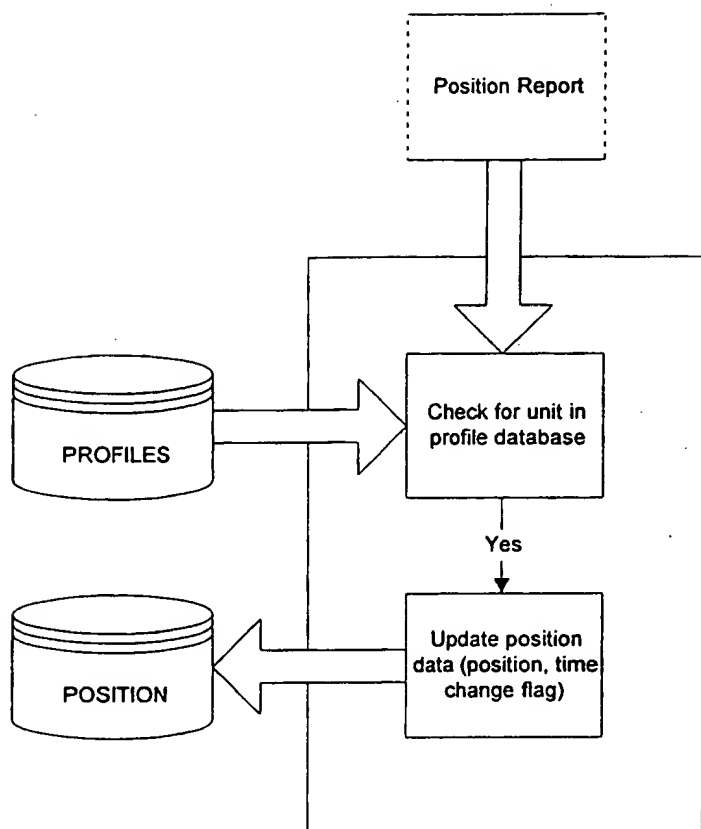 Position Report
Check for unit in
profile database
PROFILES
Yes
Update position
data (position, time
change flag)
POSITION